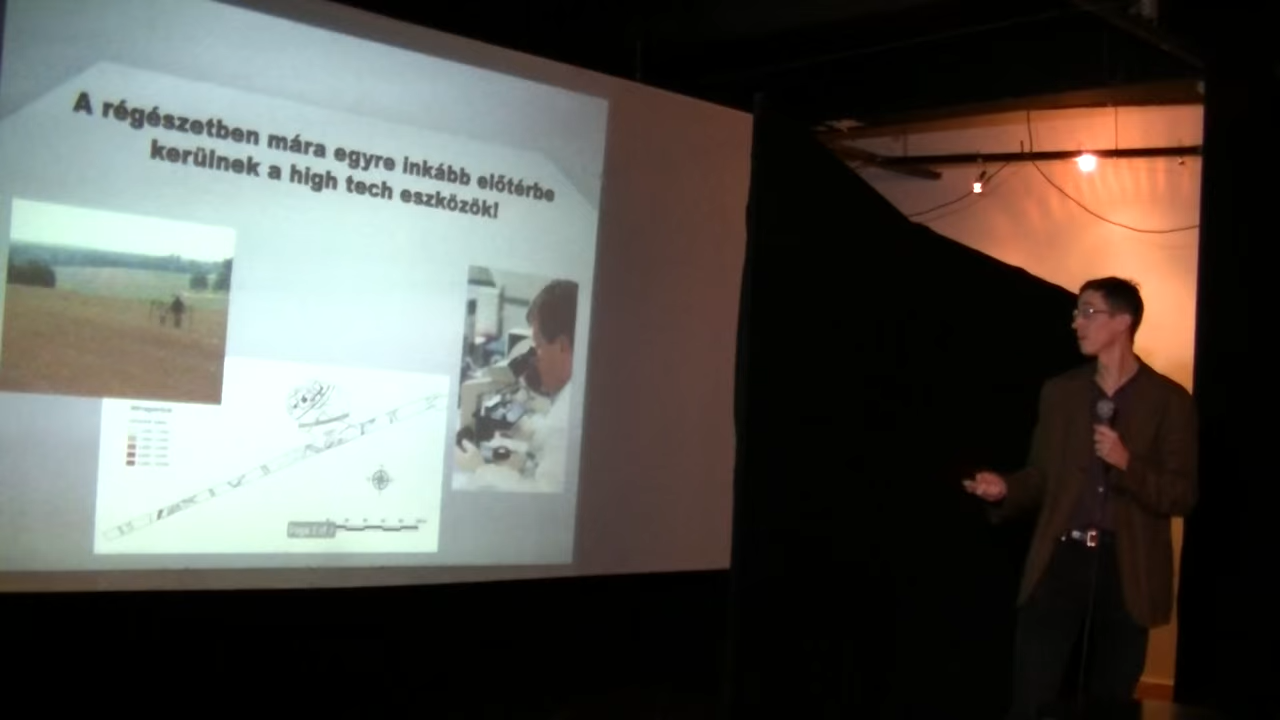 A régészetben mára egyre inkább előtérbe
kerülnek a high tech eszközök!